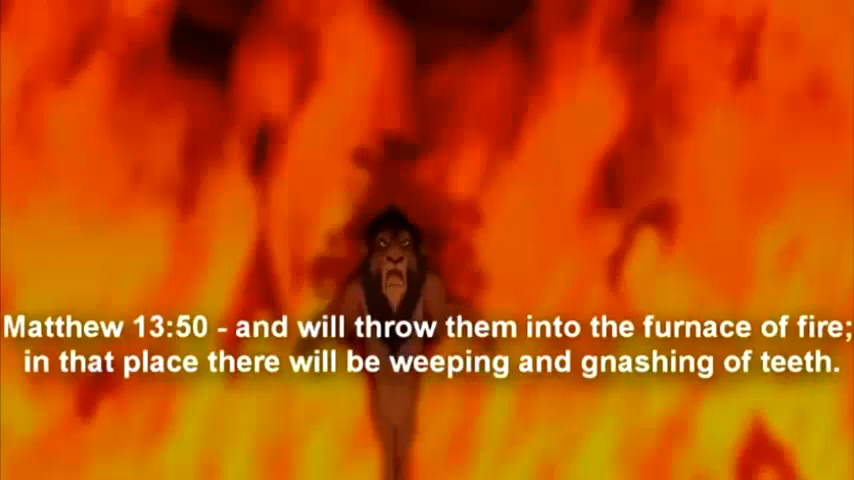 Matthew 13:50 - and will throw them into the furnace of fire;
in that place there will be weeping and gnashing of teeth.